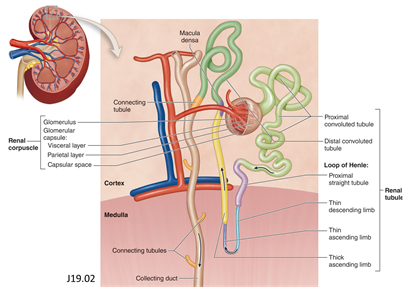 Macula
densa
Connecting
tubule
Glomerulus
Glomerular
capsule:
Visceral layer
Parietal layer
Capsular space
Renal
corpuscle
Cortex
Medulla
Connecting tubules
Collecting duct
J19.02
Proximal
convoluted tubule
Distal convoluted
tubule
Loop of Henle:
Proximal
straight tubule
Thin
descending limb
Thin
ascending limb
Thick
ascending limb
Renal
tubule